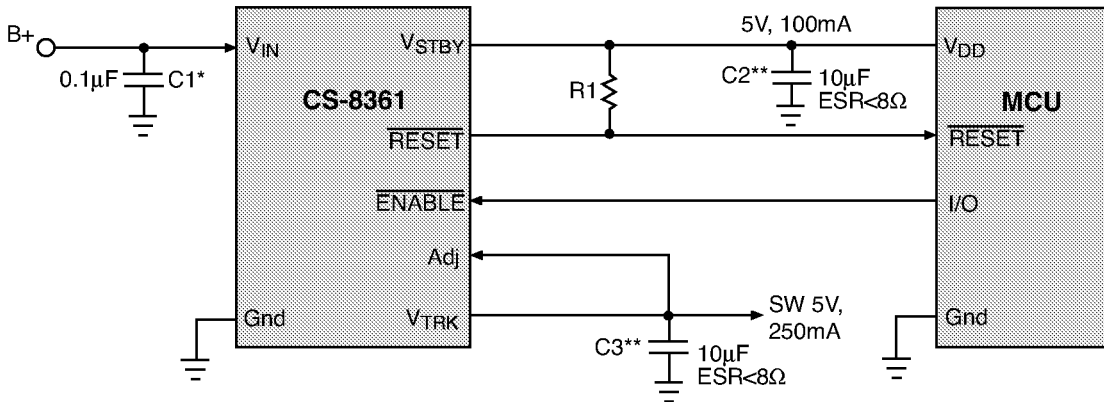 B+
0.1µF
C1*
VIN
CS-8361
VSTBY
RESET
ENABLE
Adj
VTRK
Gnd
R1
5V, 100mA
C2**
10µF
ESR<8Ω
SW 5V,
250mA
C3**
10µF
ESR<8Ω
VDD
MCU
RESET
I/O
Gnd